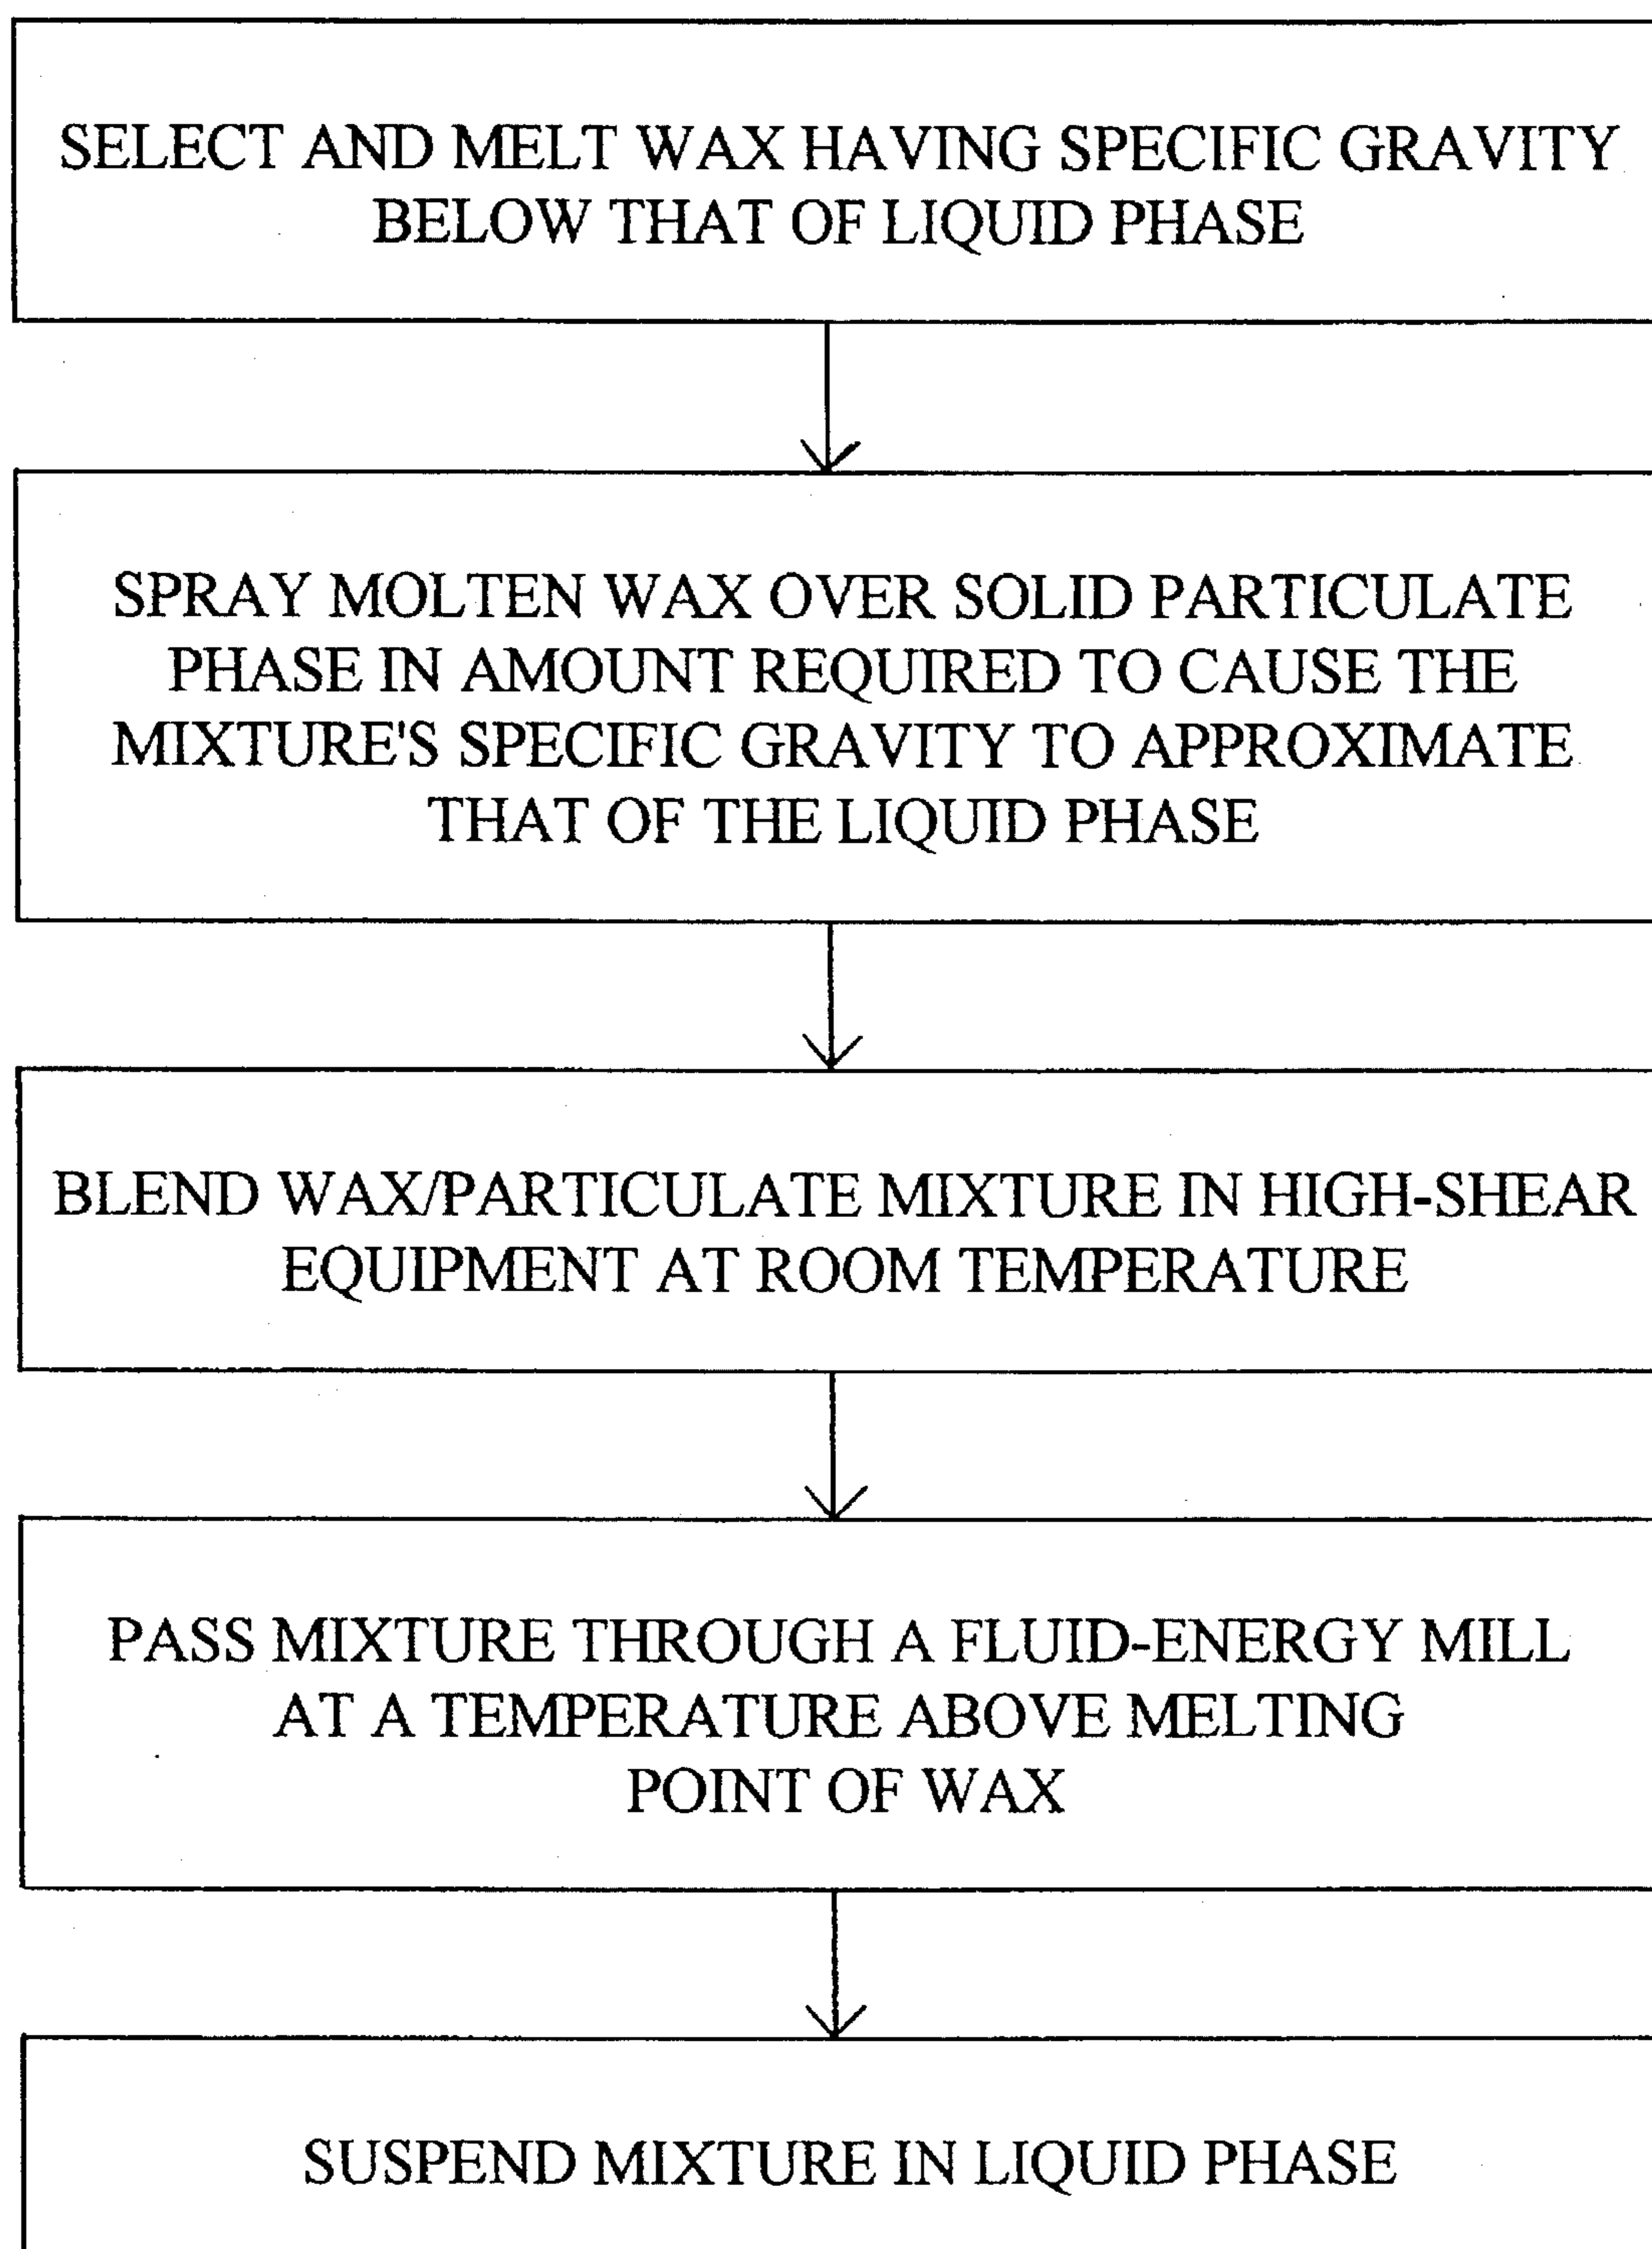 SELECT AND MELT WAX HAVING SPECIFIC GRAVITY
BELOW THAT OF LIQUID PHASE
SPRAY MOLTEN WAX OVER SOLID PARTICULATE
PHASE IN AMOUNT REQUIRED TO CAUSE THE
MIXTURE'S SPECIFIC GRAVITY TO APPROXIMATE
THAT OF THE LIQUID PHASE
BLEND WAX/PARTICULATE MIXTURE IN HIGH-SHEAR
EQUIPMENT AT ROOM TEMPERATURE
PASS MIXTURE THROUGH A FLUID-ENERGY MILL
AT A TEMPERATURE ABOVE MELTING
POINT OF WAX
SUSPEND MIXTURE IN LIQUID PHASE